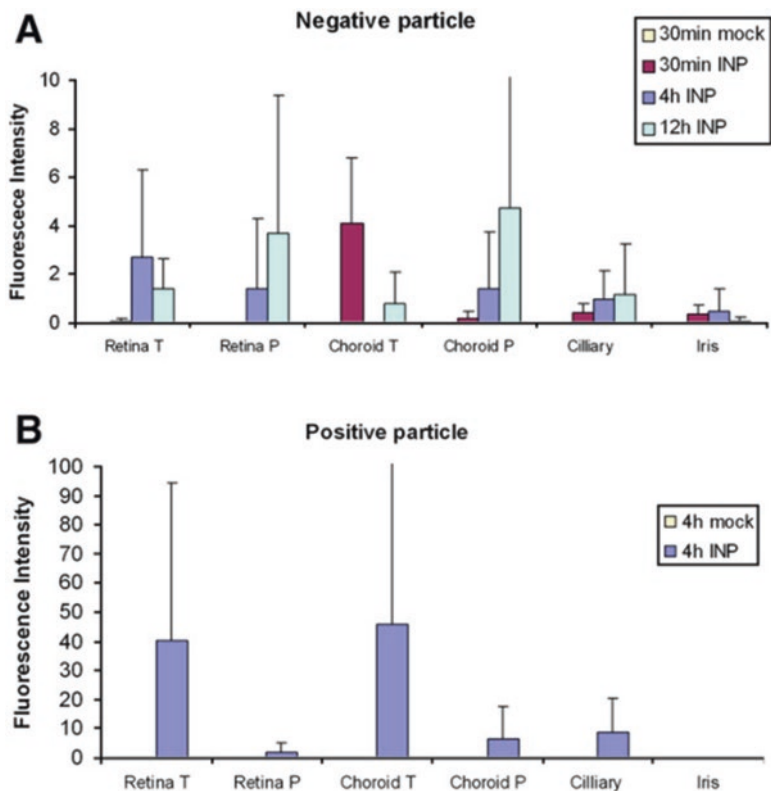 A
Negative particle
30min mock
30min INP
4h INP
12h INP
Fluorescece Intensity
10
8
6
4
2
0
Retina T Retina P Choroid T Choroid P Cilliary Iris
B
Positive particle
4h mock
4h INP
Fluorescence Intensity
100
90
80
70
60
50
40
30
20
10
0
Retina T Retina P Choroid T Choroid P Cilliary Iris